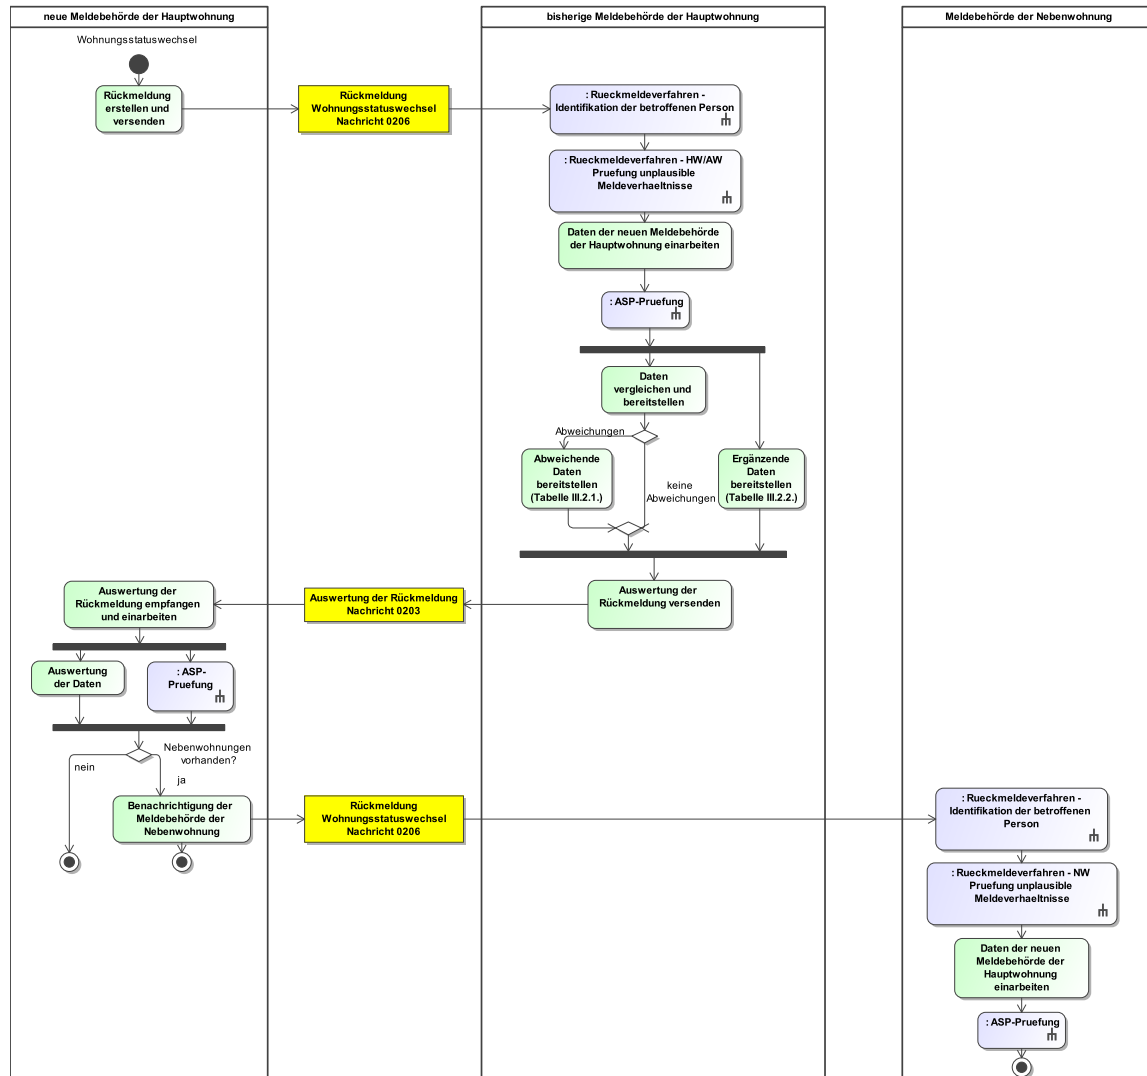 neue Meldebehörde der Hauptwohnung
bisherige Meldebehörde der Hauptwohnung
Meldebehörde der Nebenwohnung
Wohnungsstatuswechsel
Rückmeldung
erstellen und
versenden
Rückmeldung
Wohnungsstatuswechsel
Nachricht 0206
: Rueckmeldeverfahren -
Identifikation der betroffenen Person
: Rueckmeldeverfahren - HW/AW
Pruefung unplausible
Meldeverhaeltnisse
Daten der neuen Meldebehörde
der Hauptwohnung einarbeiten
: ASP-Pruefung
Daten
vergleichen und
bereitstellen
Abweichungen
Abweichende
Daten
bereitstellen
(Tabelle III.2.1.)
keine
Abweichungen
Ergänzende
Daten
bereitstellen
(Tabelle III.2.2.)
Auswertung der
Rückmeldung versenden
Auswertung der Rückmeldung
Nachricht 0203
Auswertung der
Rückmeldung empfangen
und einarbeiten
Auswertung
der Daten
: ASP-
Pruefung
Nebenwohnungen
vorhanden?
nein
ja
Benachrichtigung der
Meldebehörde der
Nebenwohnung
Rückmeldung
Wohnungsstatuswechsel
Nachricht 0206
: Rueckmeldeverfahren -
Identifikation der betroffenen
Person
: Rueckmeldeverfahren - NW
Pruefung unplausible
Meldeverhaeltnisse
Daten der neuen
Meldebehörde der
Hauptwohnung
einarbeiten
: ASP-Pruefung